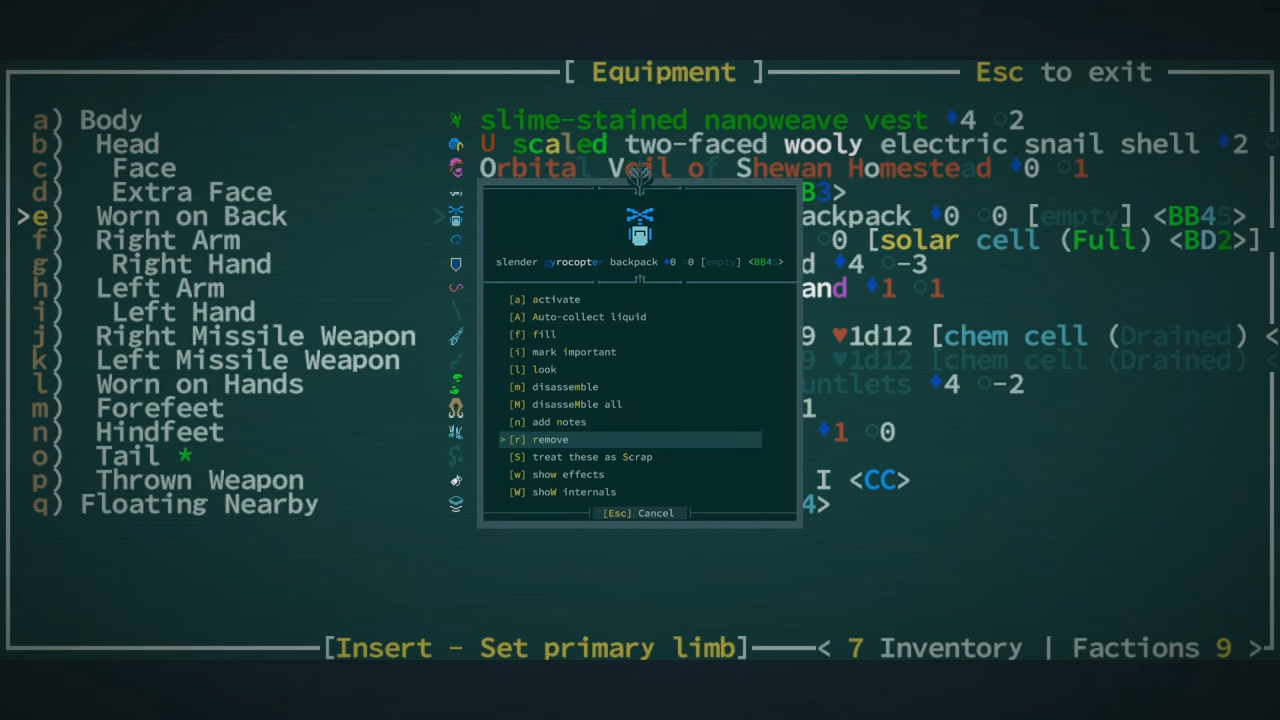 [ Equipment ] Esc to exit
a) Body slime-stained nanoweave vest ♦4 ○2
b) Head U scaled two-faced wooly electric snail shell ♦2
c) Face Orbital Veil of Shewan Homestead ♦0 ○1
d) Extra Face B3>
>e) Worn on Back > ackpack ♦0 ○0 [empty] <BB45>
f) Right Arm ○0 [solar cell (Full) <BD2>]
g) Right Hand d ♦4 ○-3
h) Left Arm and ♦1 ○1
i) Left Hand
j) Right Missile Weapon 9 ♥1d12 [chem cell (Drained) <
k) Left Missile Weapon 9 ♥1d12 [chem cell (Drained) <
l) Worn on Hands untlets ♦4 ○-2
m) Forefeet 1
n) Hindfeet ♦1 ○0
o) Tail *
p) Thrown Weapon I <CC>
q) Floating Nearby 4>
slender gyrocopter backpack ♦0 ○0 [empty] <BB45>
[a] activate
[A] Auto-collect liquid
[f] fill
[i] mark important
[l] look
[m] disassemble
[M] disasseMble all
[n] add notes
>[r] remove
[S] treat these as Scrap
[w] show effects
[W] shoW internals
[Esc] Cancel
[Insert - Set primary limb] < 7 Inventory | Factions 9 >